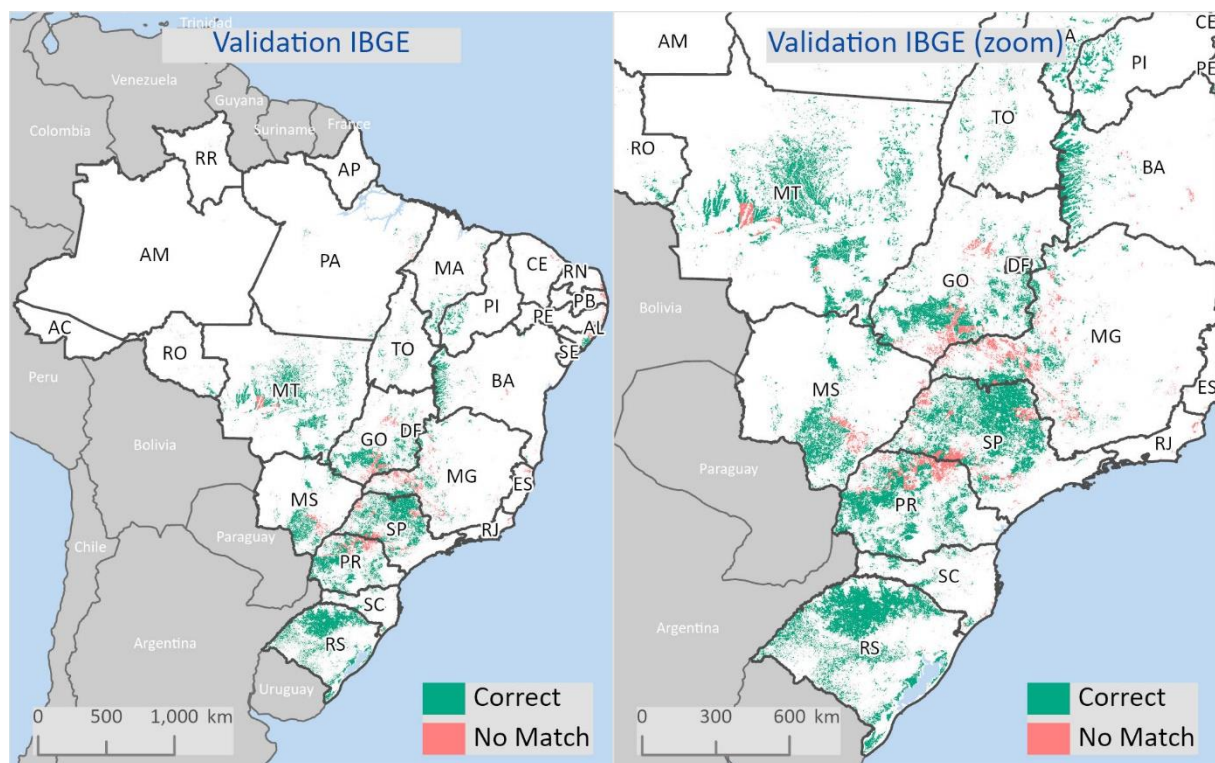 Validation IBGE
Trinidad
Venezuela
Guyana
Suriname
France
Colombia
RR
AP
AM
PA
MA
CE
RN
PB
PE
PI
AL
SE
AC
RO
TO
BA
Peru
MT
Bolivia
GO
DF
MG
ES
MS
SP
RJ
Paraguay
Chile
PR
SC
Argentina
RS
Uruguay
Correct
No Match
0 500 1,000 km
Validation IBGE (zoom)
AM
A
CE
PI
PE
TO
RO
BA
MT
DF
GO
Bolivia
MG
MS
ES
SP
RJ
Paraguay
PR
SC
Argentina
RS
Correct
No Match
0 300 600 km